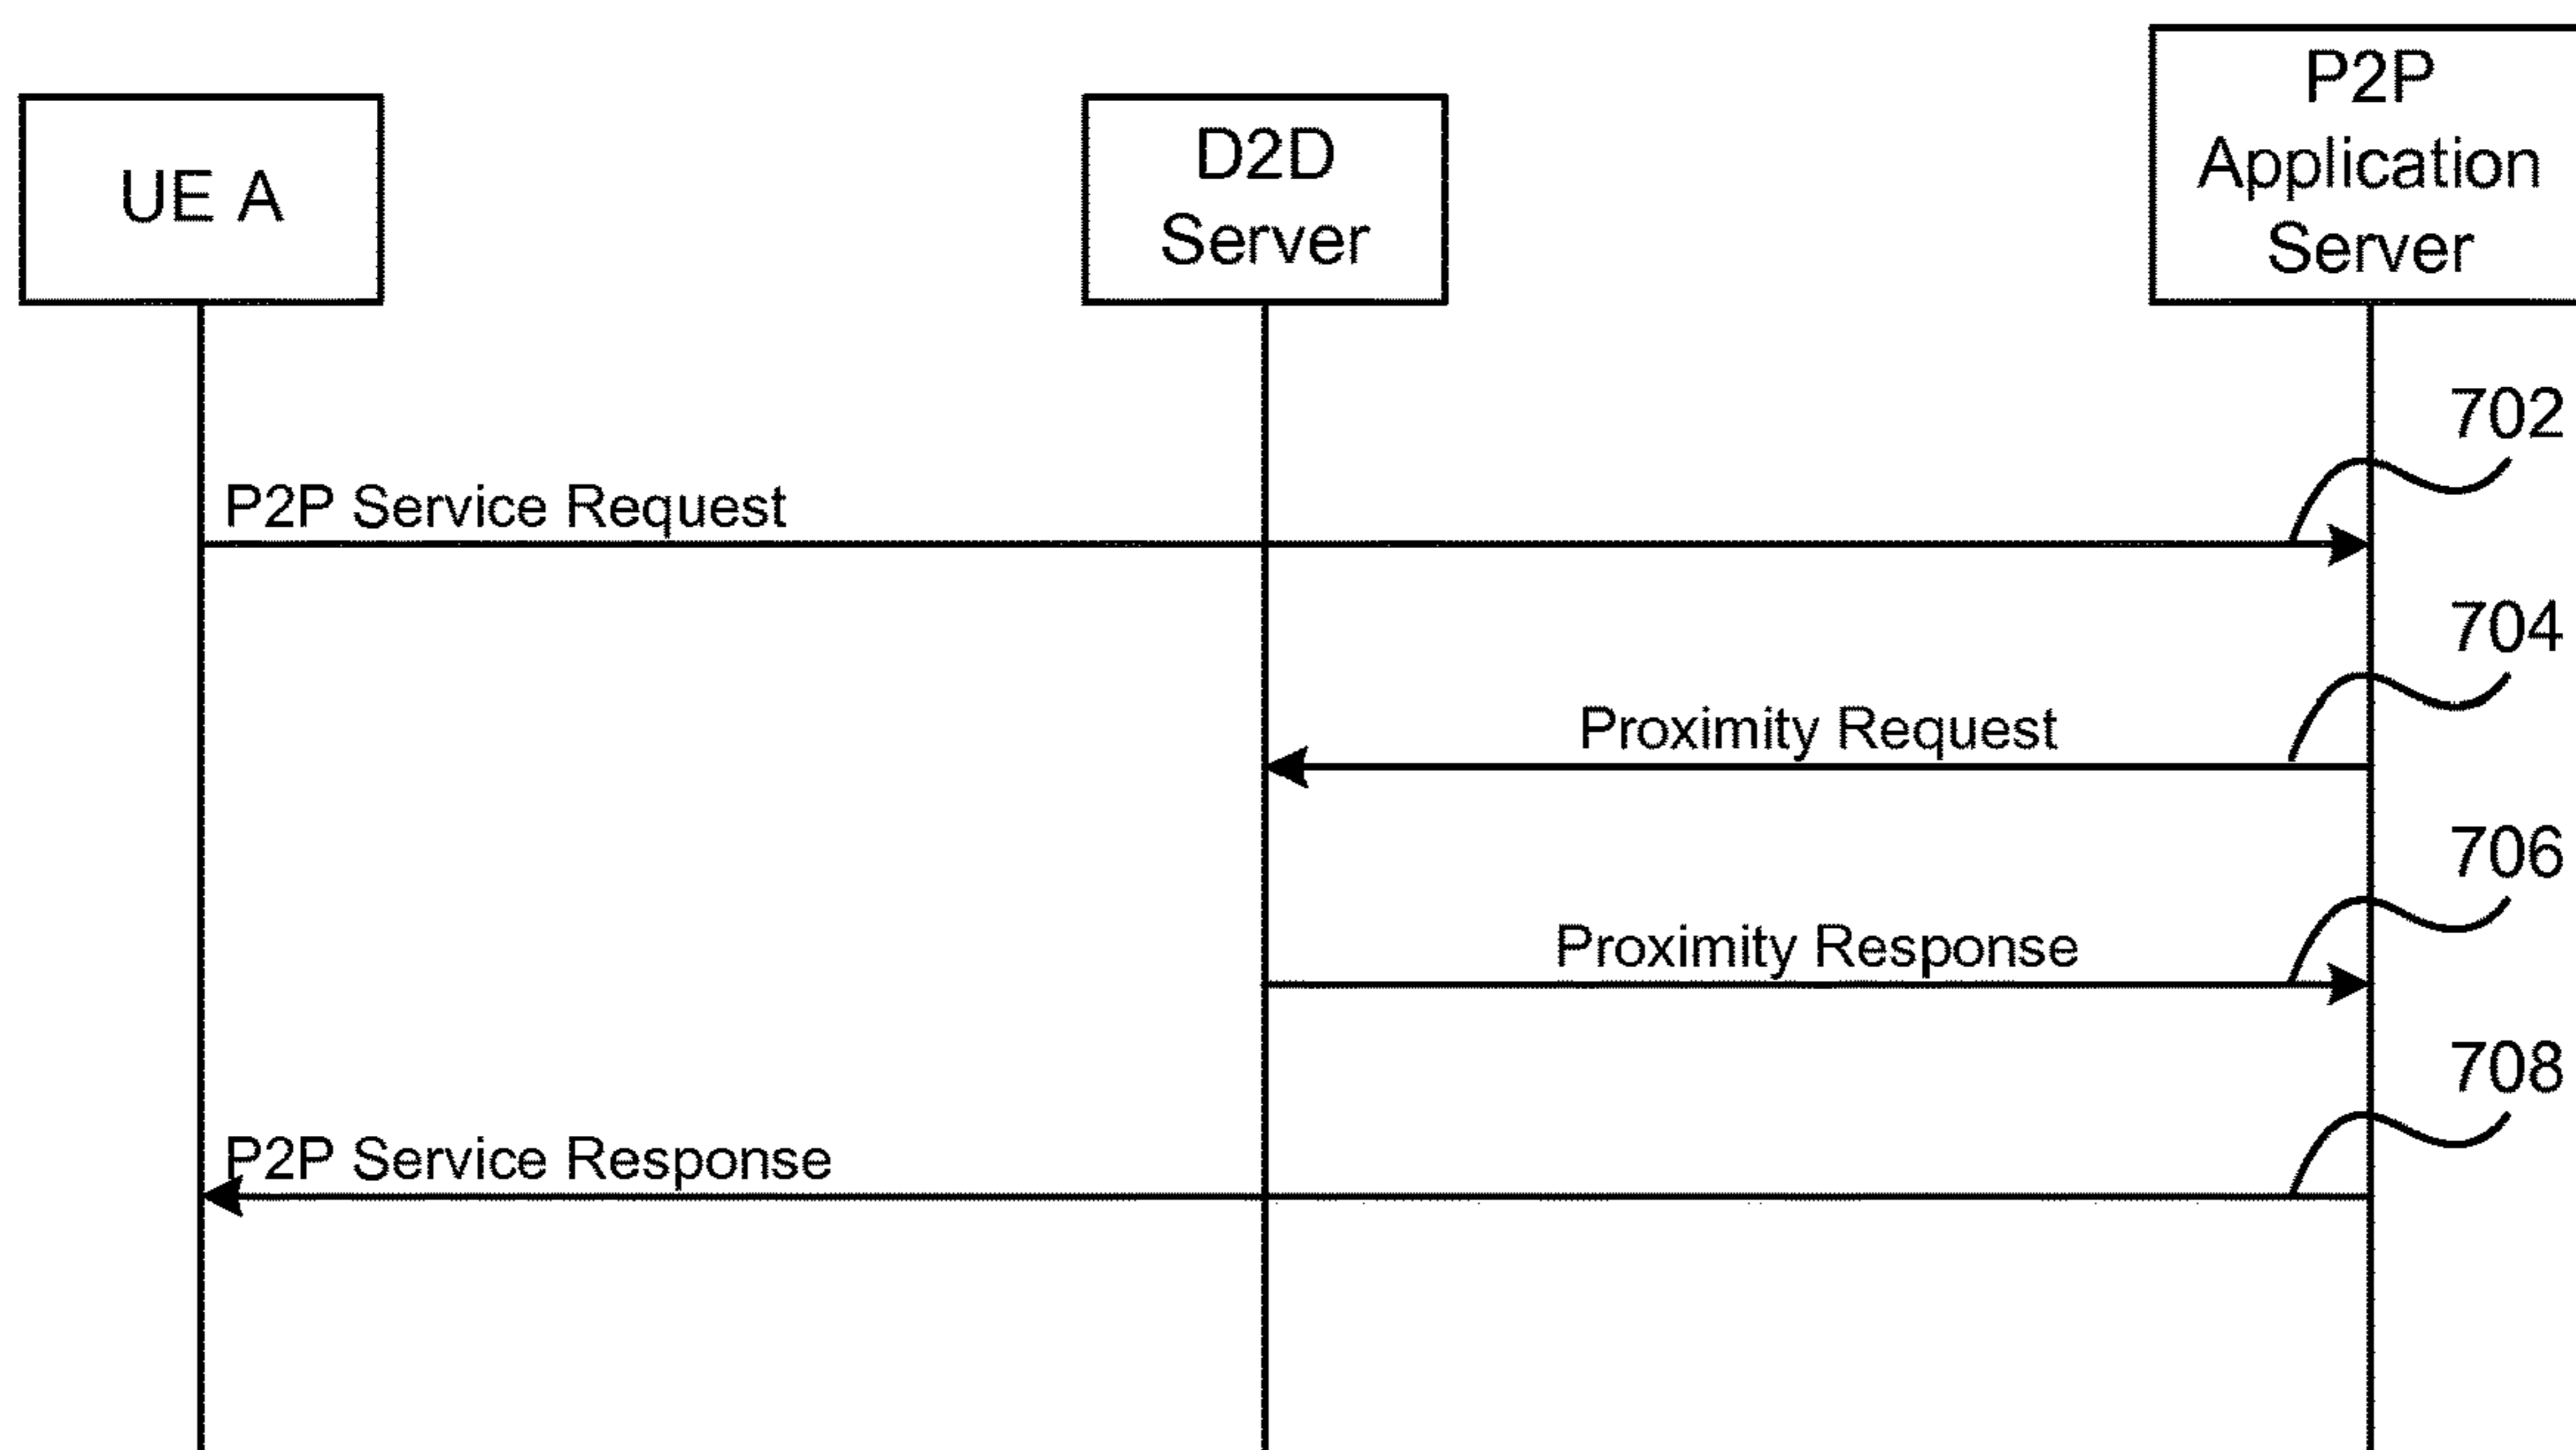 UE A
D2D
Server
P2P
Application
Server
702
P2P Service Request
704
Proximity Request
706
Proximity Response
708
P2P Service Response